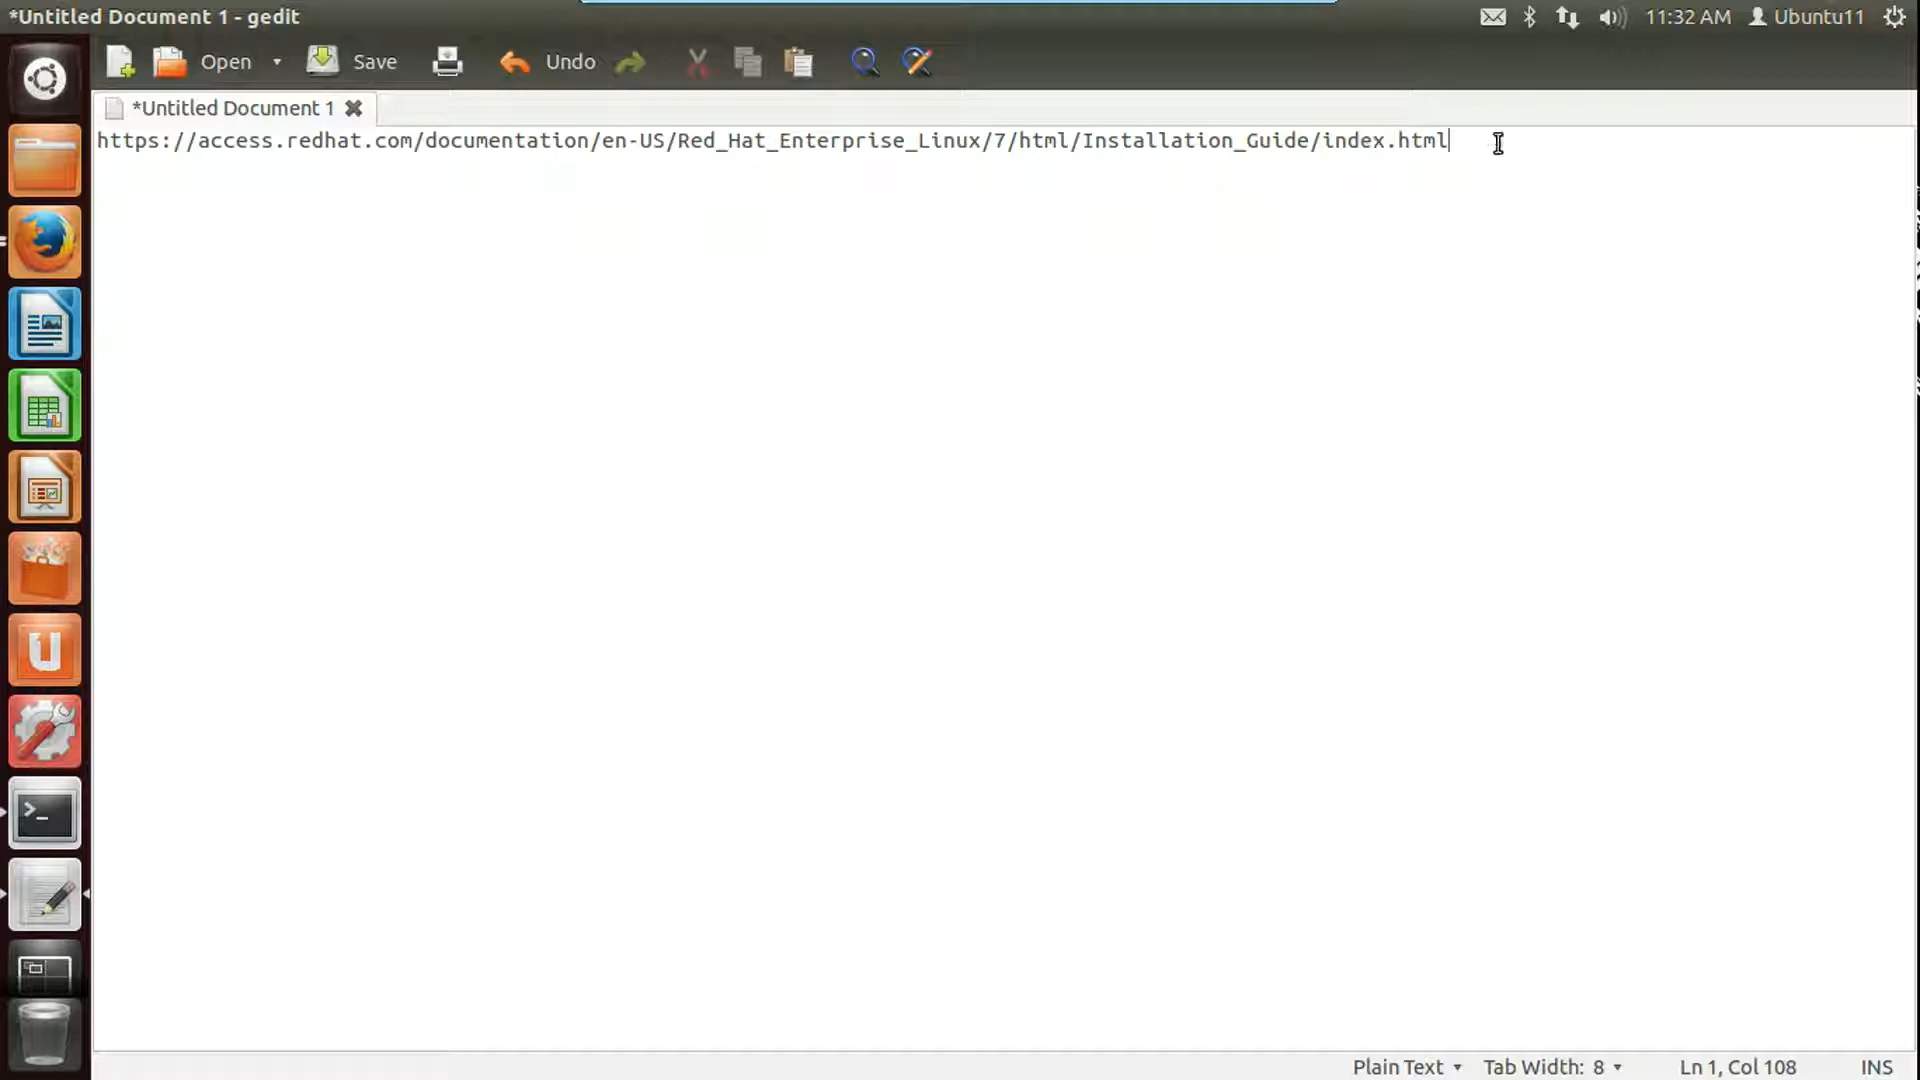 *Untitled Document 1 - gedit
11:32 AM Ubuntu11
Open Save Undo
*Untitled Document 1
https://access.redhat.com/documentation/en-US/Red_Hat_Enterprise_Linux/7/html/Installation_Guide/index.html
U
>_
Plain Text Tab Width: 8 Ln 1, Col 108 INS